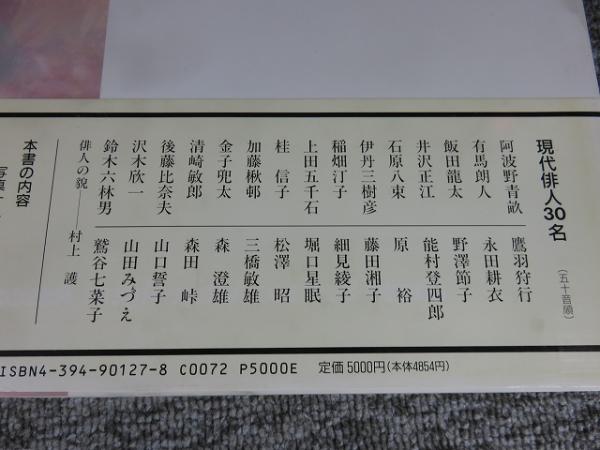 現代俳人30名
(五十音順)
阿波野青畝
有馬朗人
飯田龍太
井沢正江
石原八束
伊丹三樹彦
稲畑汀子
上田五千石
桂 信子
加藤楸邨
金子兜太
清崎敏郎
後藤比奈夫
沢木欣一
鈴木六林男
鷹羽狩行
永田耕衣
野澤節子
能村登四郎
原 裕
藤田湘子
細見綾子
堀口星眠
松澤 昭
三橋敏雄
森 澄雄
森田 峠
山口誓子
山田みづえ
鷲谷七菜子
俳人の貌――村上 護
本書の内容
ISBN4-394-90127-8 C0072 P5000E
定価 5000円(本体4854円)